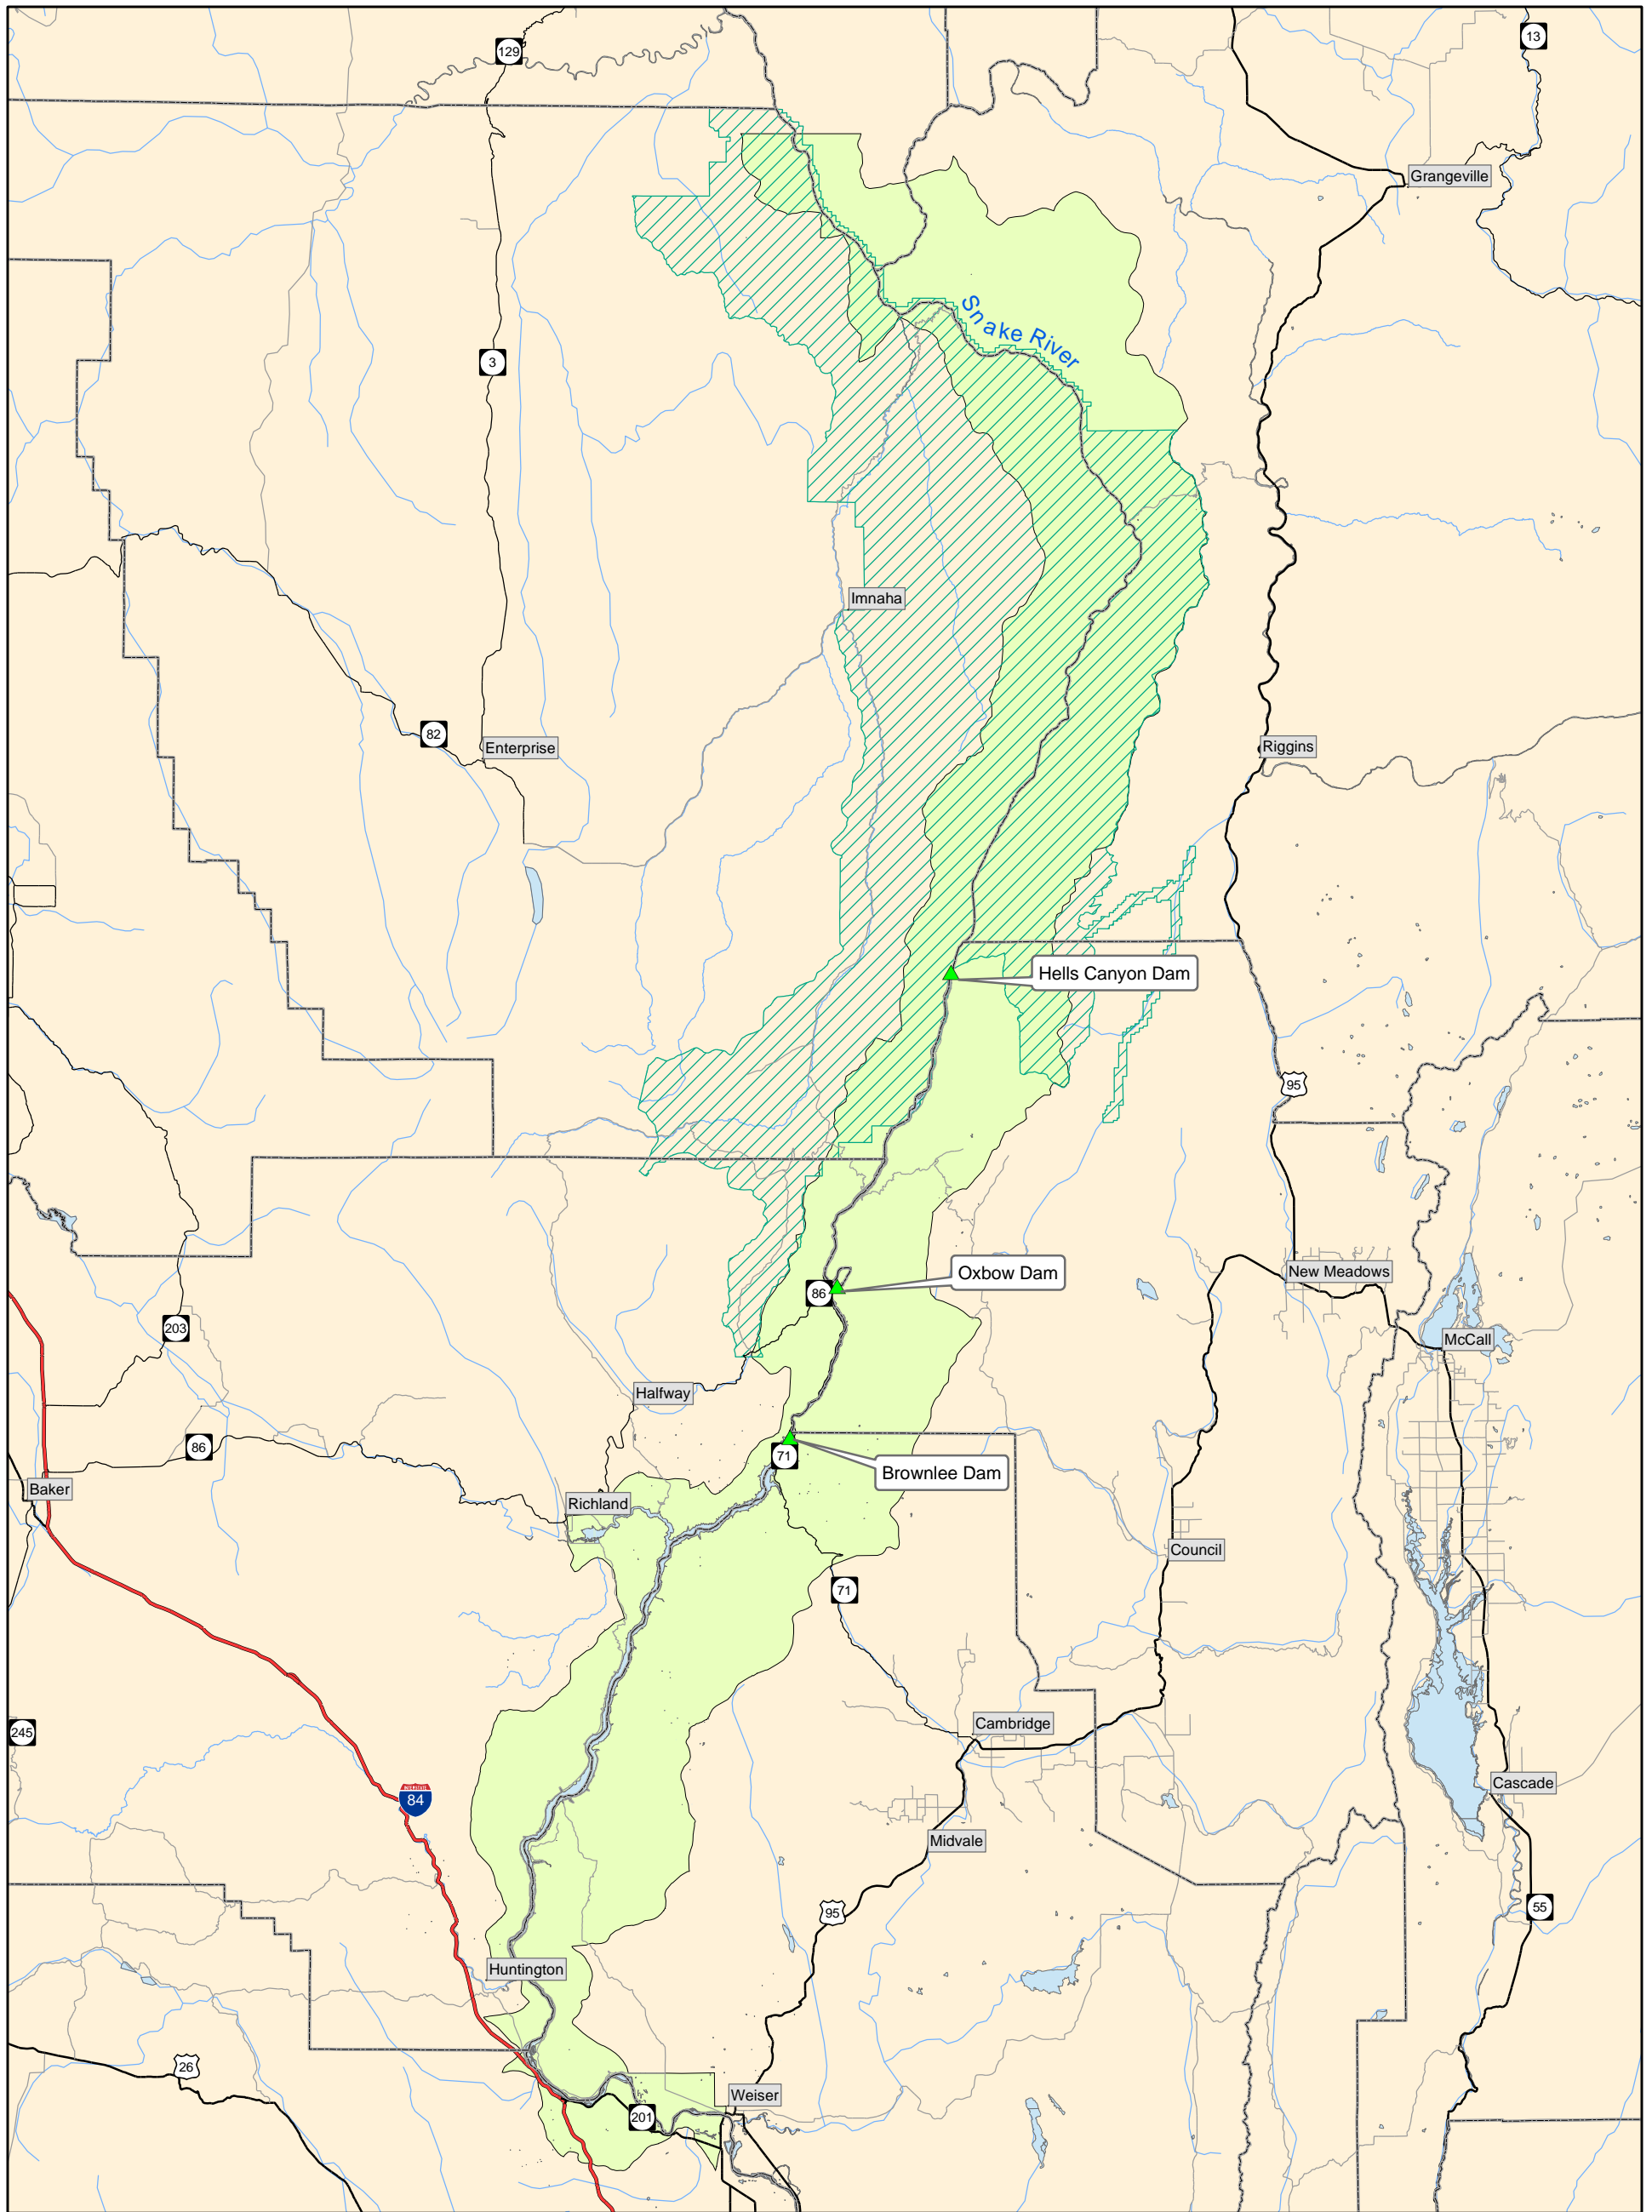 129
13
Grangeville
Snake River
3
Imnaha
82
Enterprise
Riggins
Hells Canyon Dam
95
Oxbow Dam
86
New Meadows
203
McCall
Halfway
86
71
Brownlee Dam
Baker
Richland
Council
71
245
Cambridge
INTERSTATE
84
Cascade
Midvale
95
55
Huntington
26
Weiser
201